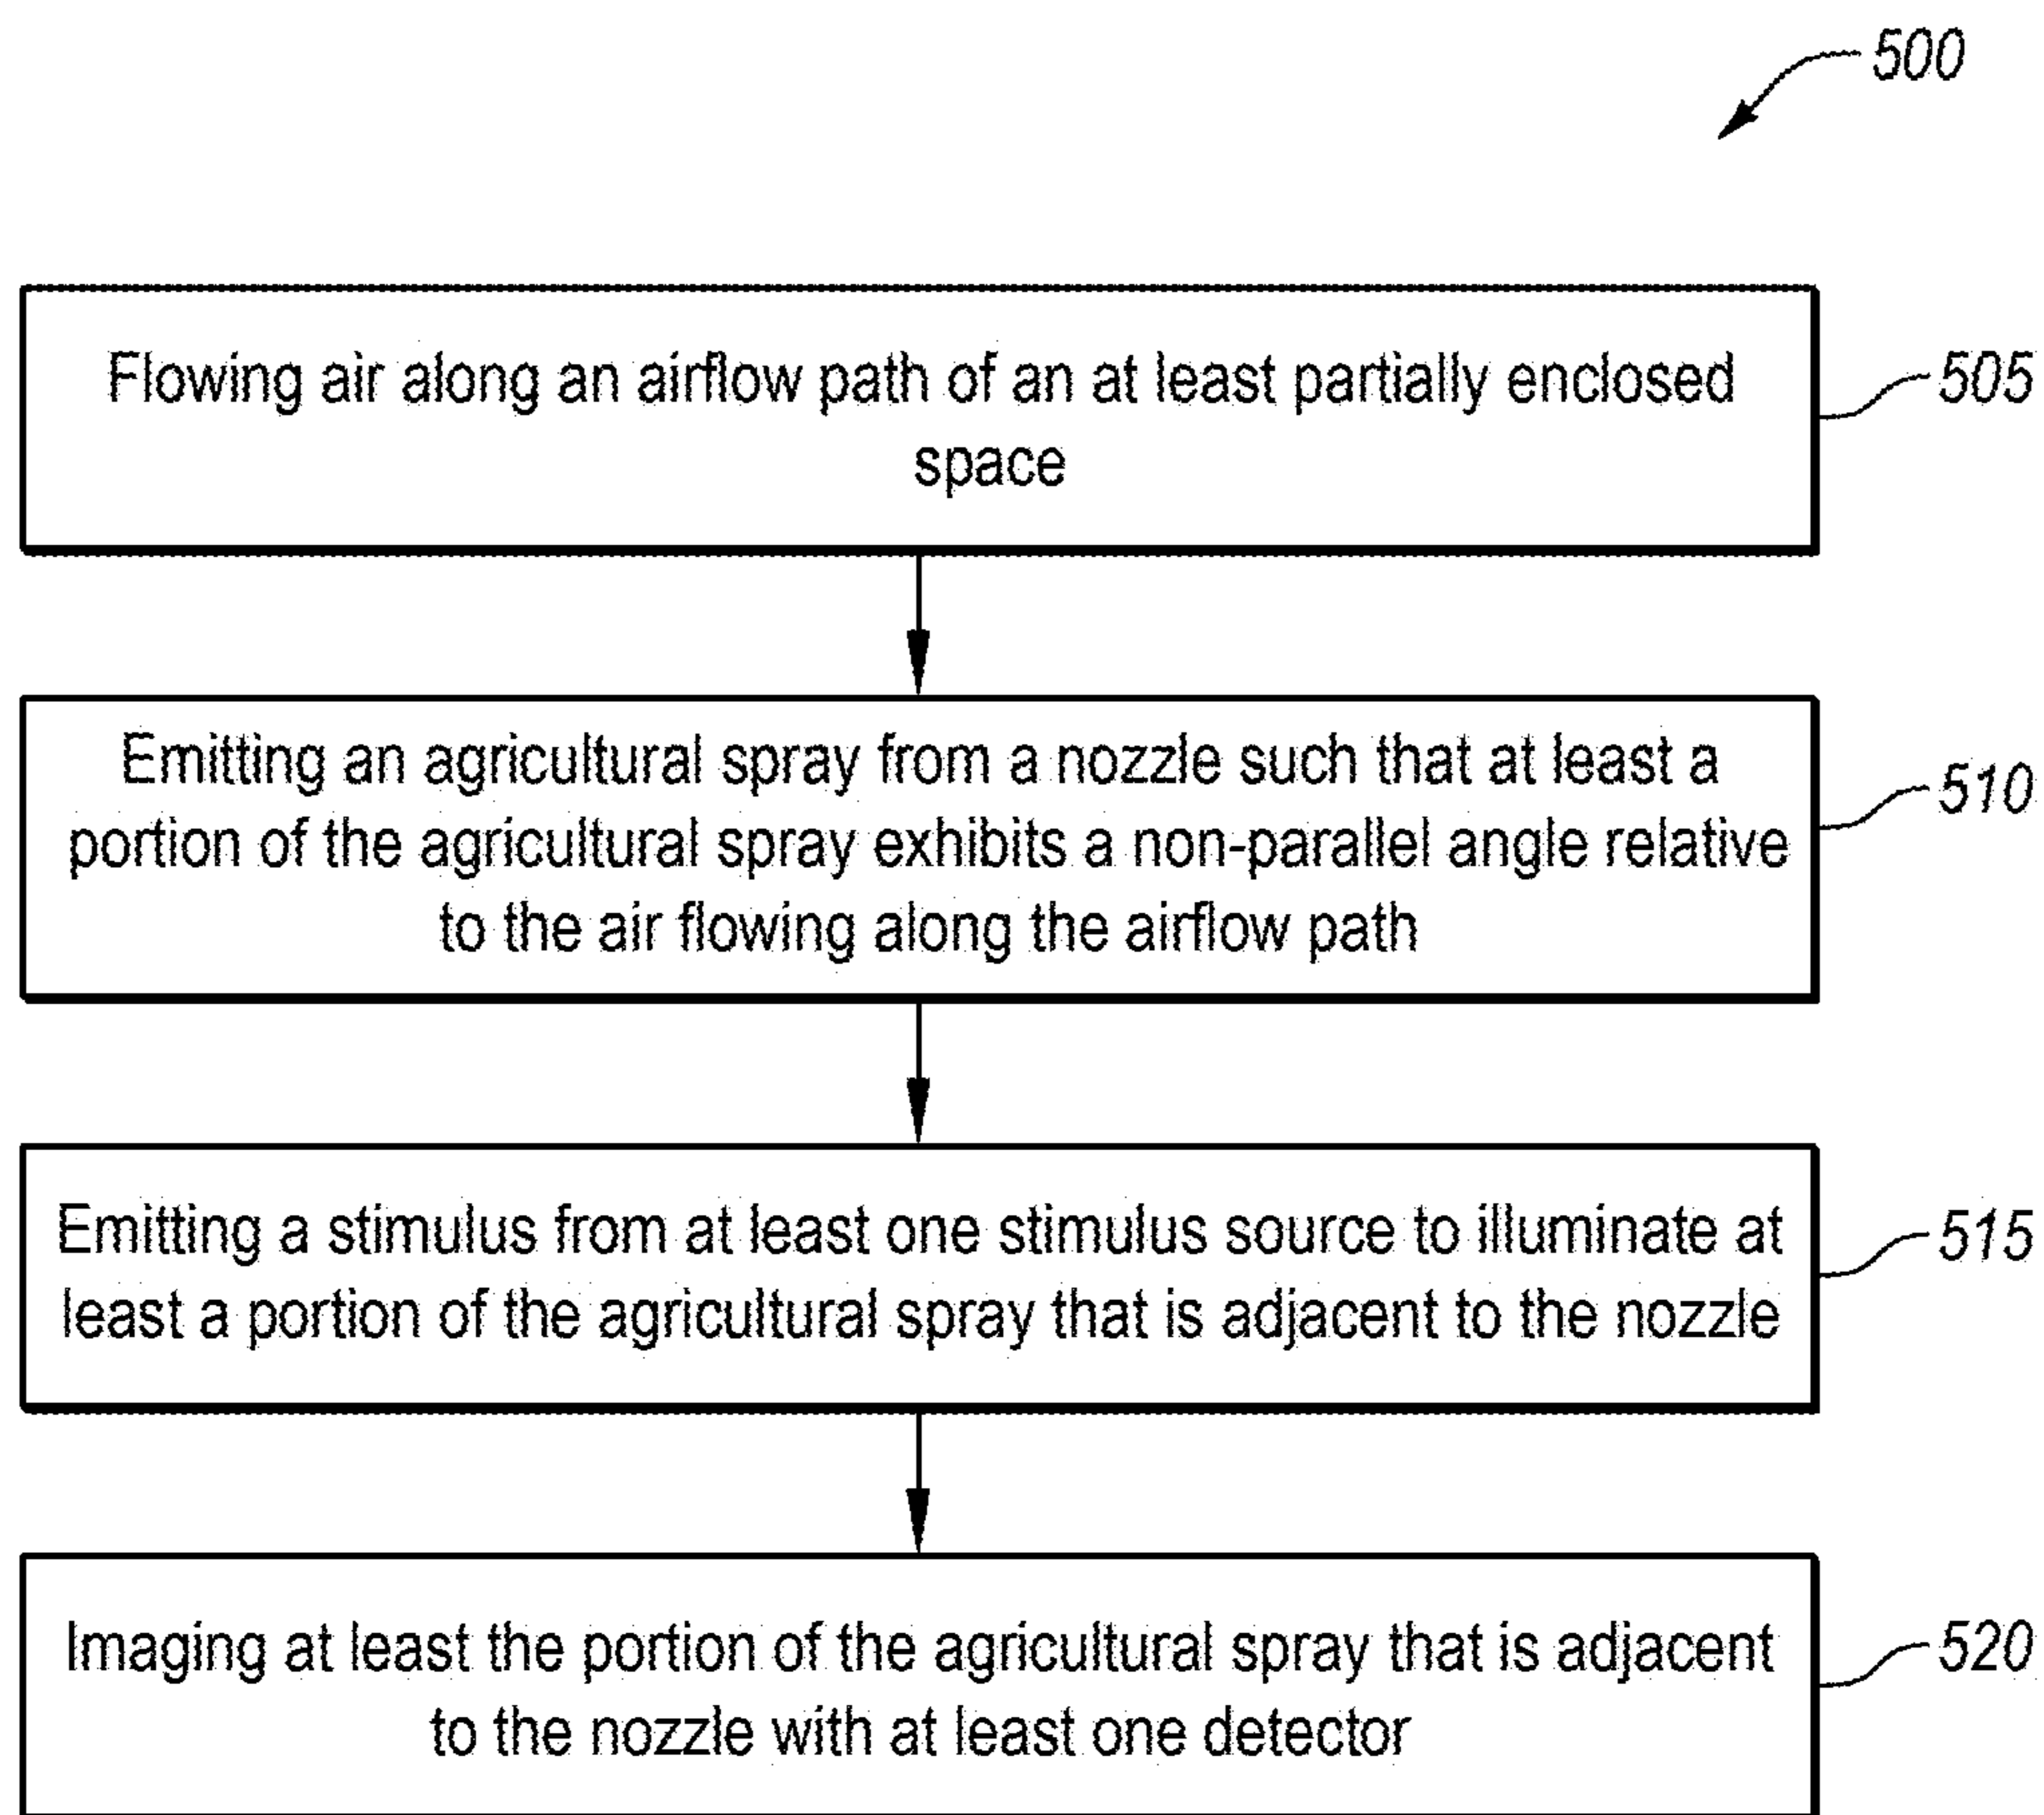 500
Flowing air along an airflow path of an at least partially enclosed
space
505
Emitting an agricultural spray from a nozzle such that at least a
portion of the agricultural spray exhibits a non-parallel angle relative
to the air flowing along the airflow path
510
Emitting a stimulus from at least one stimulus source to illuminate at
least a portion of the agricultural spray that is adjacent to the nozzle
515
Imaging at least the portion of the agricultural spray that is adjacent
to the nozzle with at least one detector
520